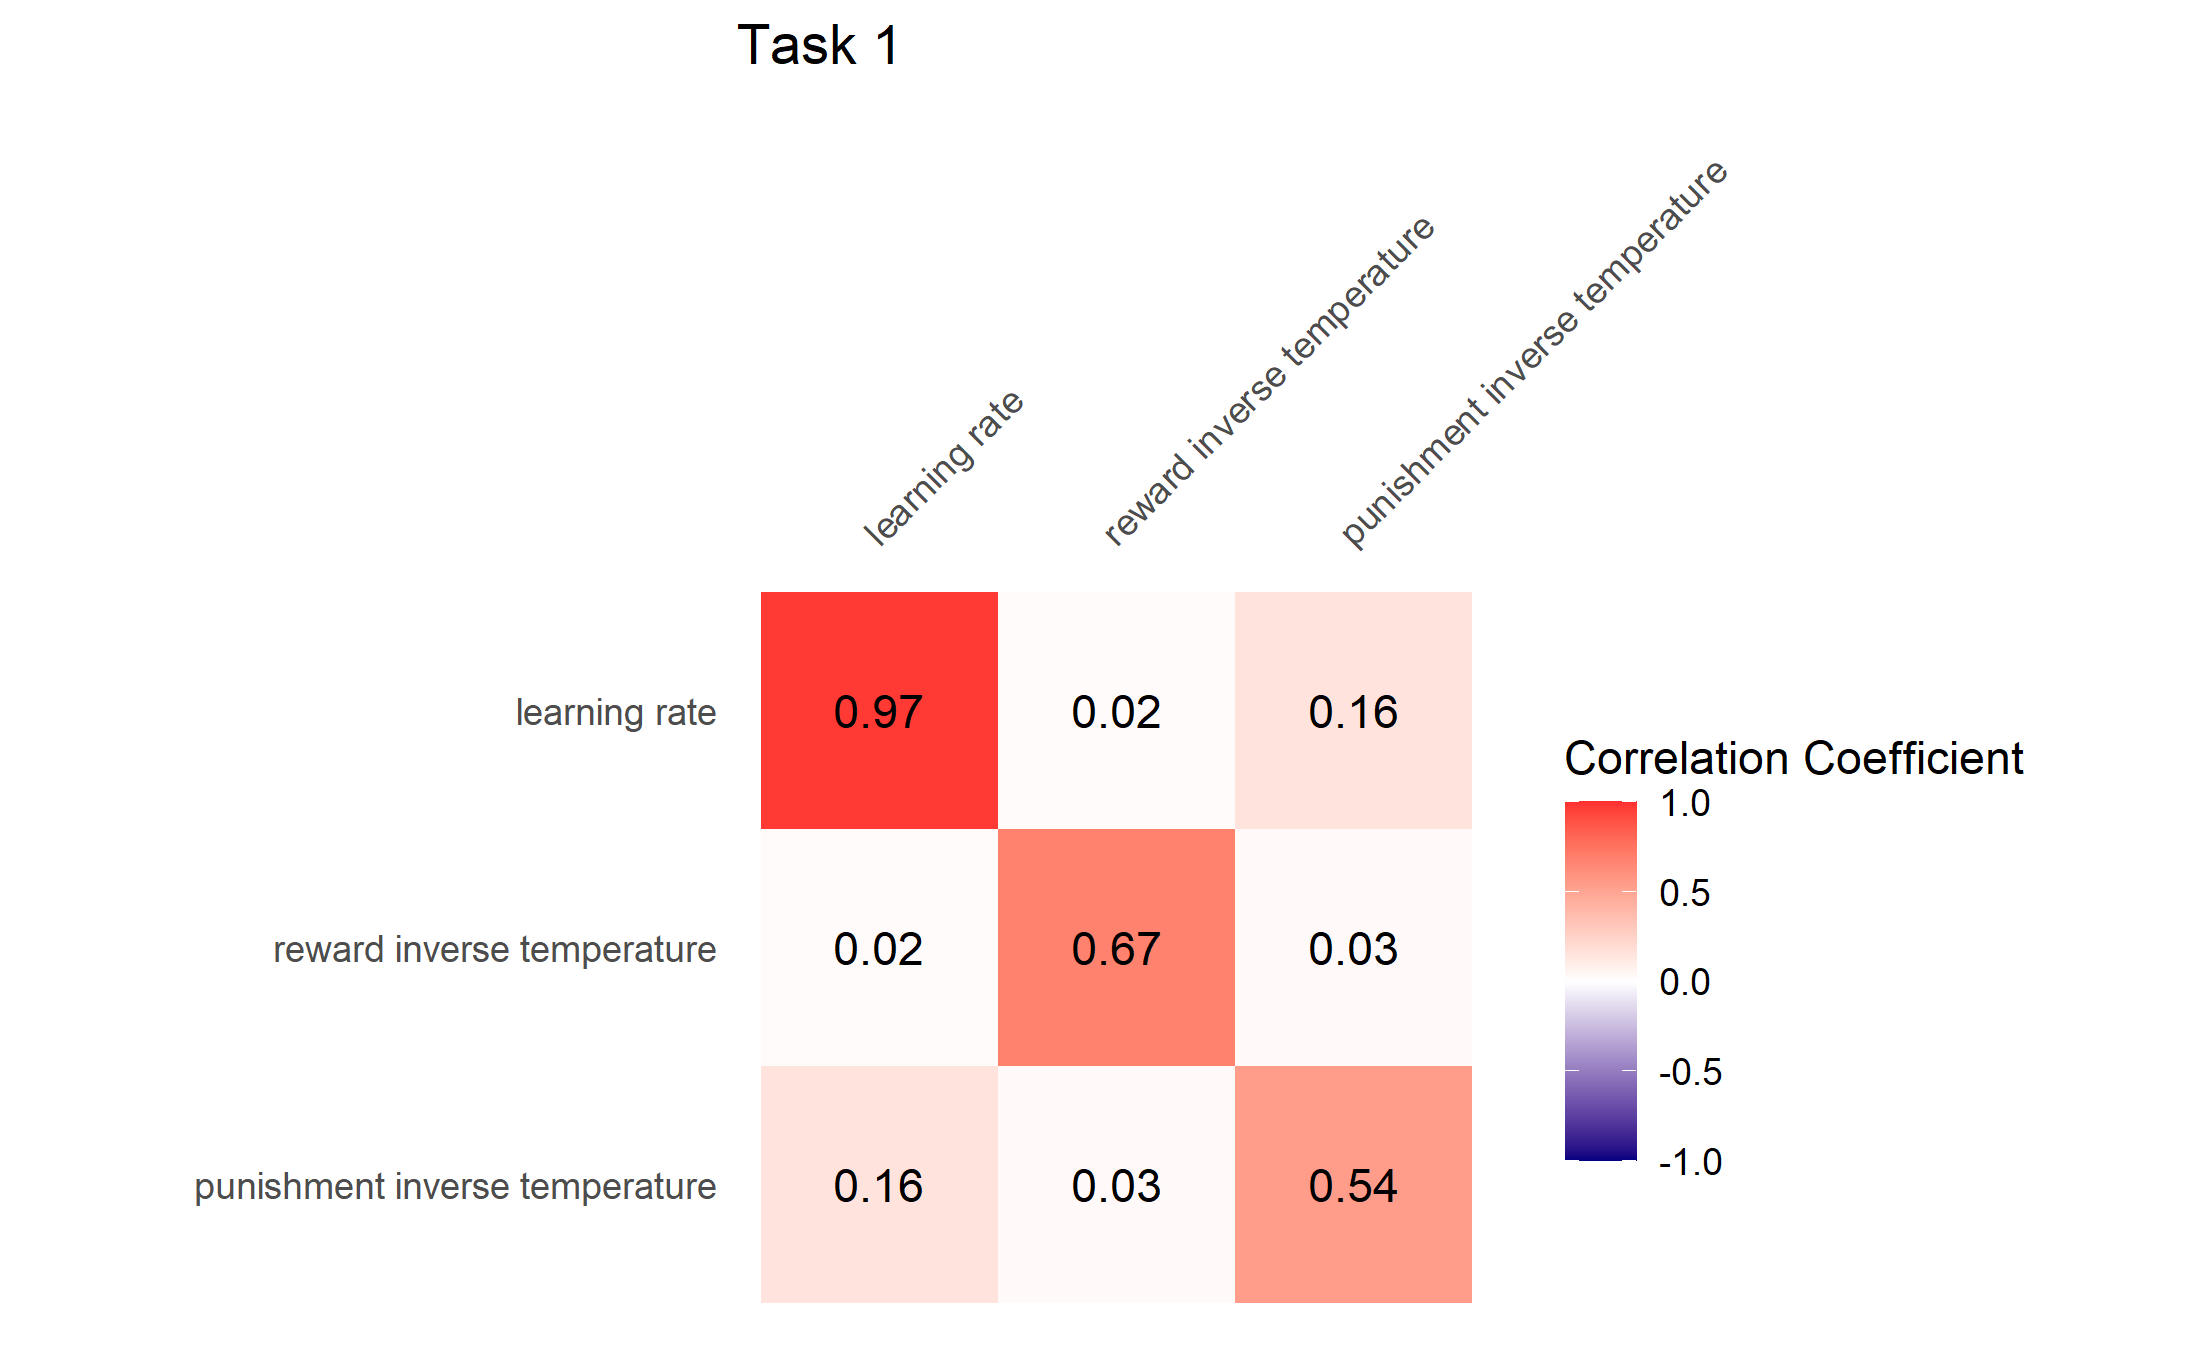 Task 1
learning rate
reward inverse temperature
punishment inverse temperature
learning rate
0.97
0.02
0.16
reward inverse temperature
0.02
0.67
0.03
punishment inverse temperature
0.16
0.03
0.54
Correlation Coefficient
1.0
0.5
0.0
-0.5
-1.0